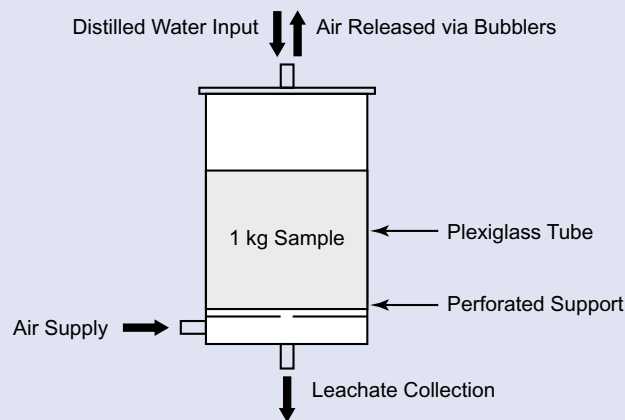 Distilled Water Input
Air Released via Bubblers
1 kg Sample
Plexiglass Tube
Perforated Support
Air Supply
Leachate Collection